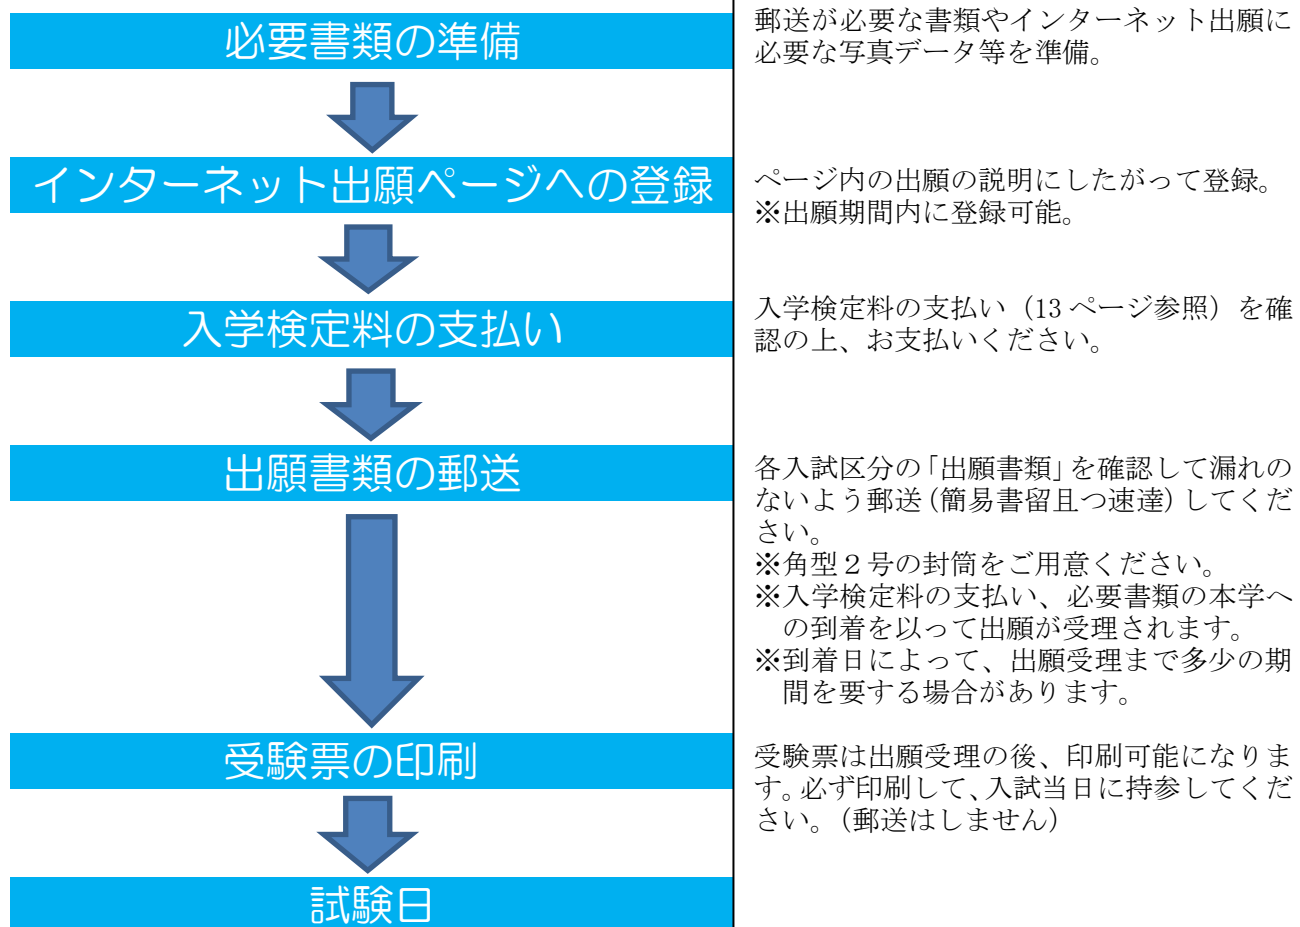 必要書類の準備
郵送が必要な書類やインターネット出願に
必要な写真データ等を準備。
インターネット出願ページへの登録
ページ内の出願の説明にしたがって登録。
※出願期間内に登録可能。
入学検定料の支払い
入学検定料の支払い（13 ページ参照）を確
認の上、お支払いください。
出願書類の郵送
各入試区分の「出願書類」を確認して漏れの
ないよう郵送（簡易書留且つ速達）してくだ
さい。
※角型２号の封筒をご用意ください。
※入学検定料の支払い、必要書類の本学へ
の到着を以って出願が受理されます。
※到着日によって、出願受理まで多少の期
間を要する場合があります。
受験票の印刷
受験票は出願受理の後、印刷可能になりま
す。必ず印刷して、入試当日に持参してくだ
さい。（郵送はしません）
試験日